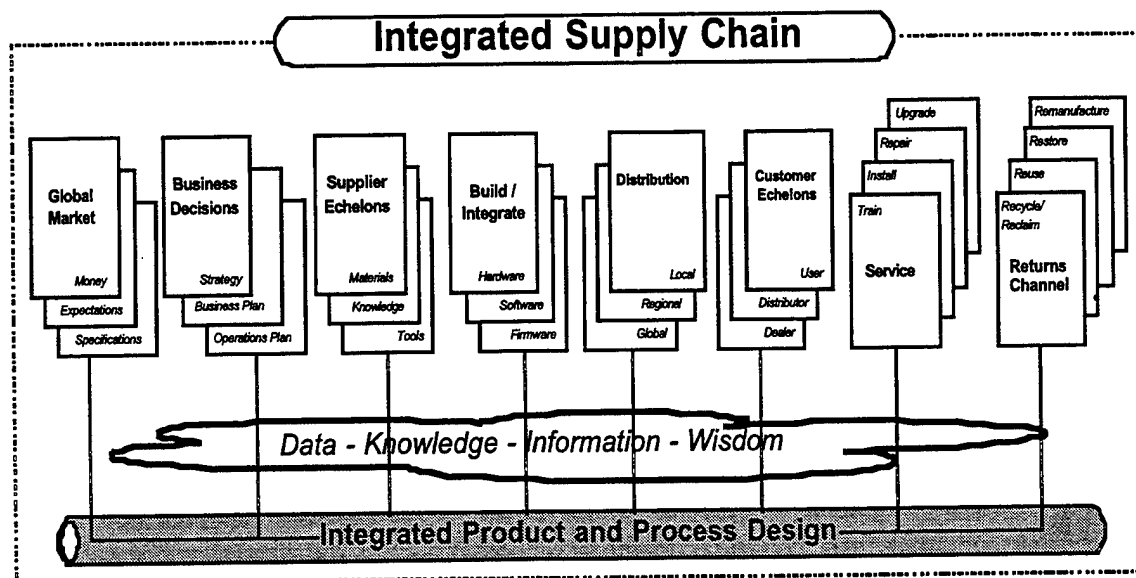 Integrated Supply Chain
Global
Market
Money
Expectations
Specifications
Business
Decisions
Strategy
Business Plan
Operations Plan
Supplier
Echelons
Materials
Knowledge
Tools
Build /
Integrate
Hardware
Software
Firmware
Distribution
Local
Regional
Global
Customer
Echelons
User
Distributor
Dealer
Upgrade
Repair
Install
Train
Service
Remanufacture
Restore
Reuse
Recycle/
Reclaim
Returns
Channel
Data - Knowledge - Information - Wisdom
Integrated Product and Process Design